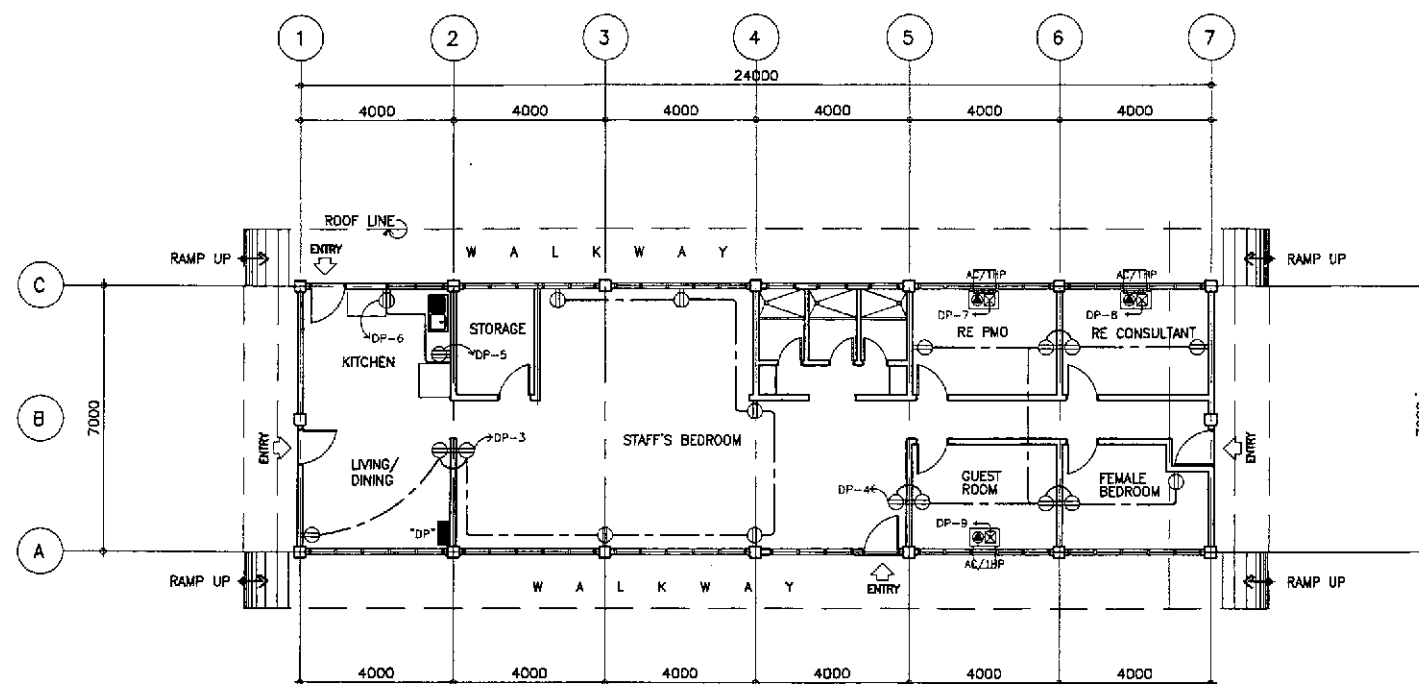 1 2 3 4 5 6 7
24000
4000 4000 4000 4000 4000 4000
ROOF LINE
RAMP UP
ENTRY
W A L K W A Y
RAMP UP
C
AC/1HP
AC/1HP
DP-7
DP-8
STORAGE
RE PMO
RE CONSULTANT
DP-6
KITCHEN
DP-5
B
7000
STAFF'S BEDROOM
DP-3
ENTRY
ENTRY
LIVING/
DINING
GUEST
ROOM
FEMALE
BEDROOM
DP-4
"DP"
DP-9
A
AC/1HP
RAMP UP
W A L K W A Y
ENTRY
RAMP UP
4000 4000 4000 4000 4000 4000